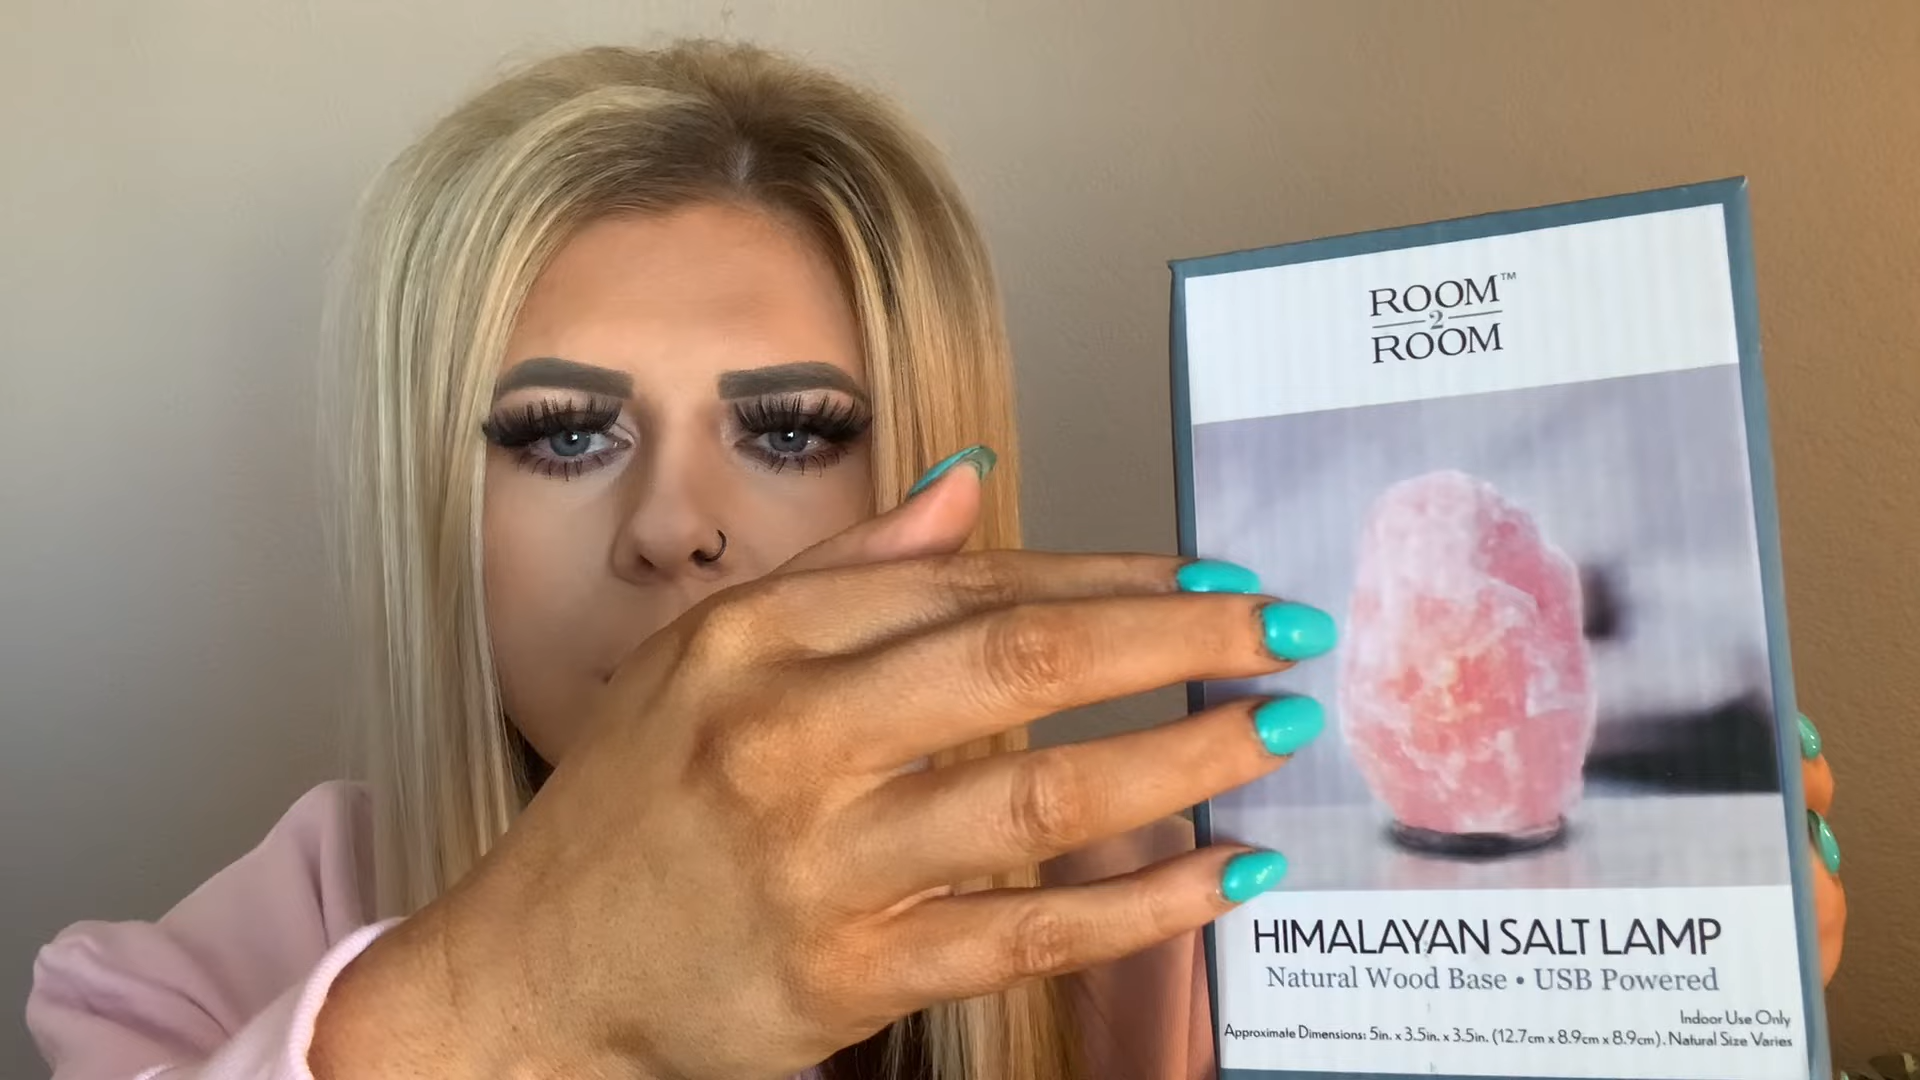 ROOM™
2
ROOM
HIMALAYAN SALT LAMP
Natural Wood Base • USB Powered
Indoor Use Only
Approximate Dimensions: 5in. x 3.5in. x 3.5in. (12.7cm x 8.9cm x 8.9cm). Natural Size Varies